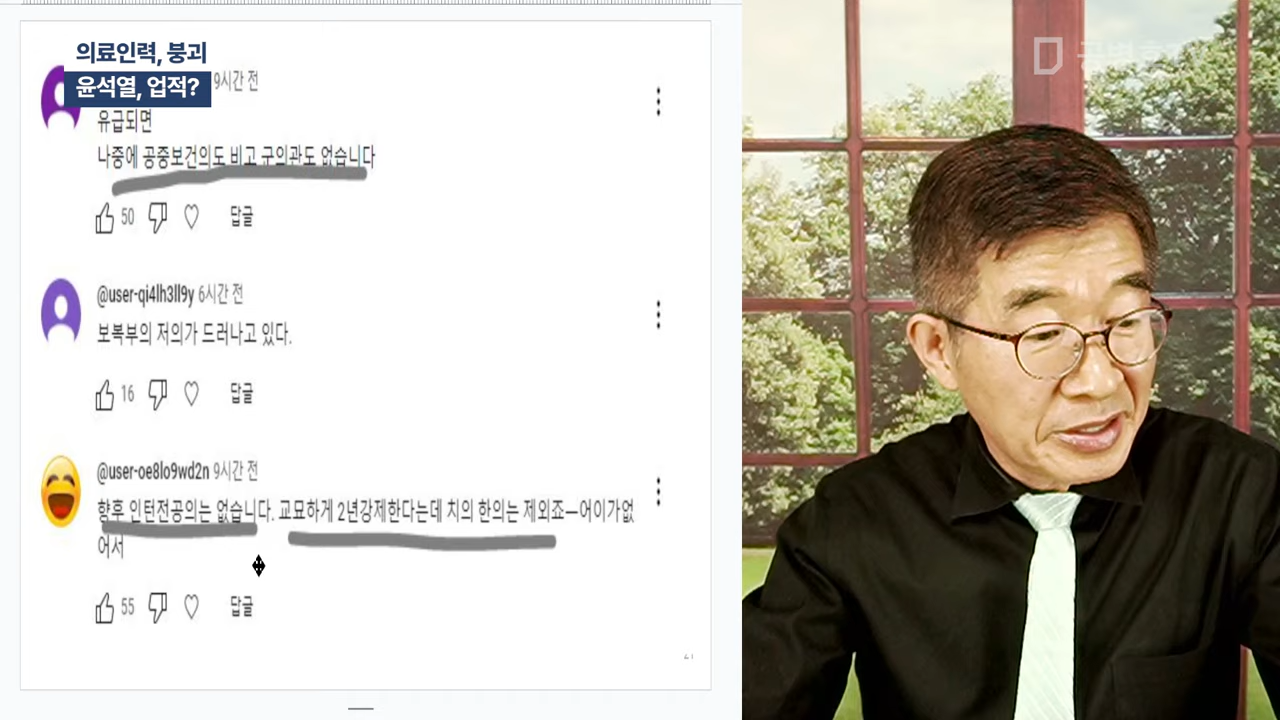 의료인력, 붕괴
윤석열, 업적?
9시간 전
유급되면
나중에 공중보건의도 비고 군의관도 없습니다
50
답글
@user-qi4lh3ll9y 6시간 전
보복부의 저의가 드러나고 있다.
16
답글
@user-oe8lo9wd2n 9시간 전
향후 인턴전공의는 없습니다. 교묘하게 2년강제한다는데 치의 한의는 제외죠ㅡ어이가없
어서
55
답글